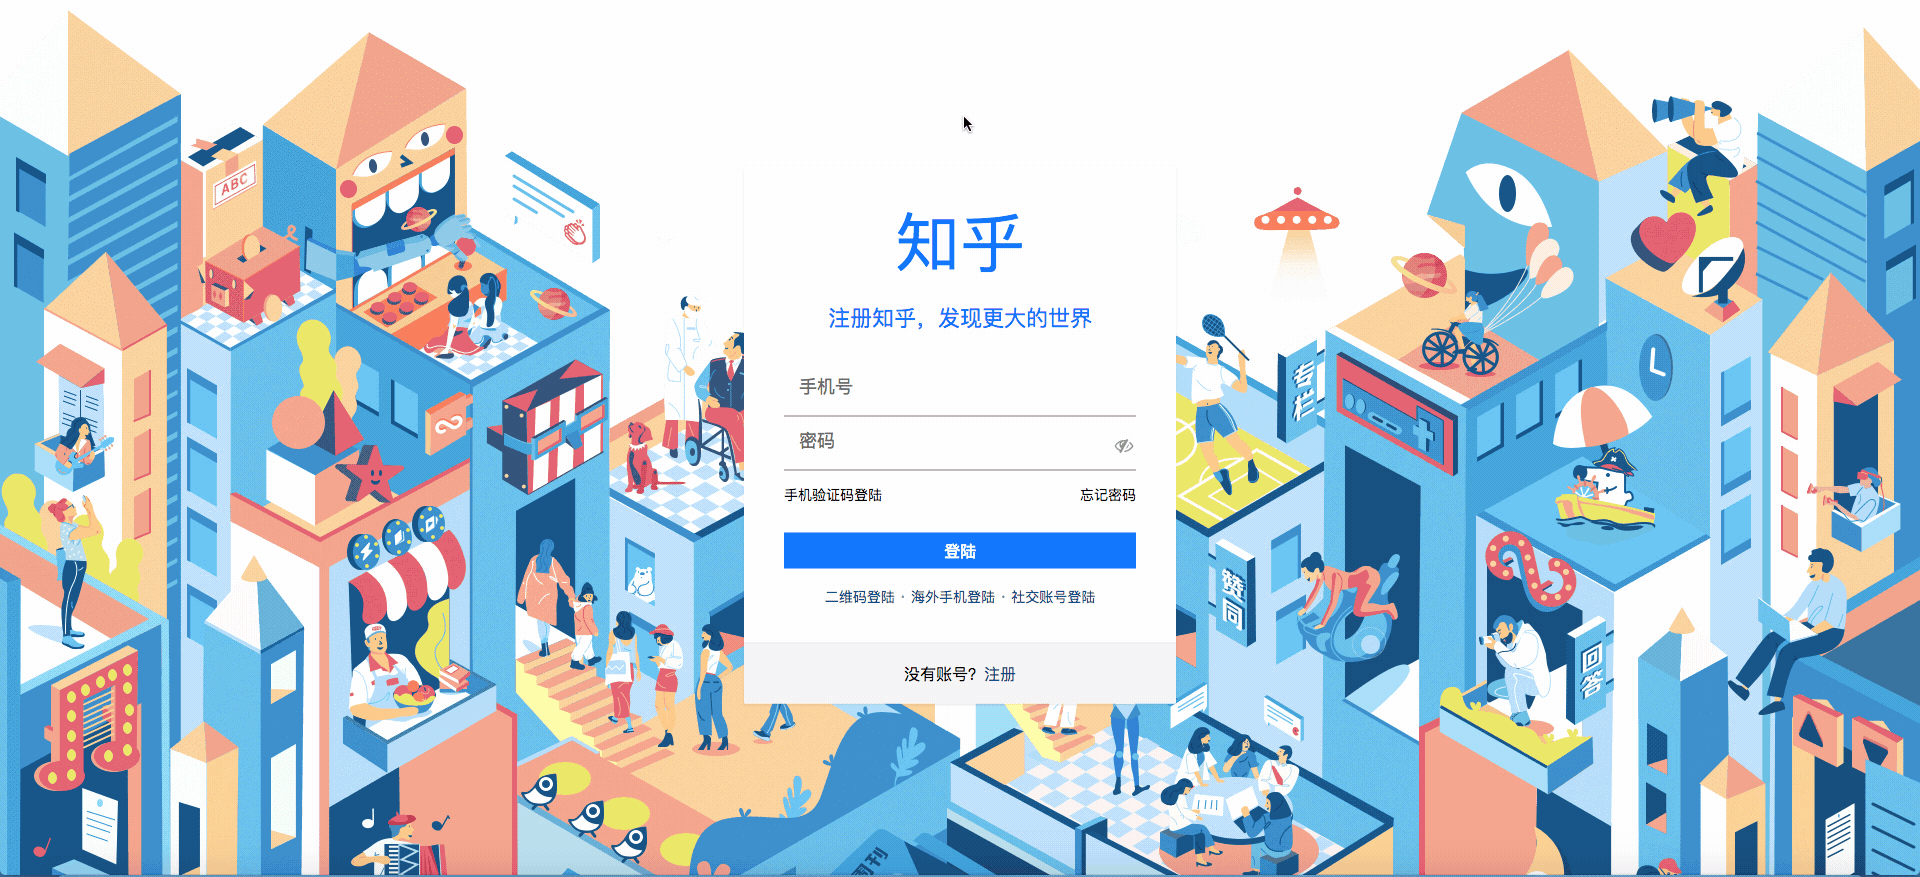 ABC
知乎
注册知乎，发现更大的世界
手机号
密码
手机验证码登陆
忘记密码
登陆
二维码登陆 · 海外手机登陆 · 社交账号登陆
没有账号? 注册
专栏
赞同
回答
周刊